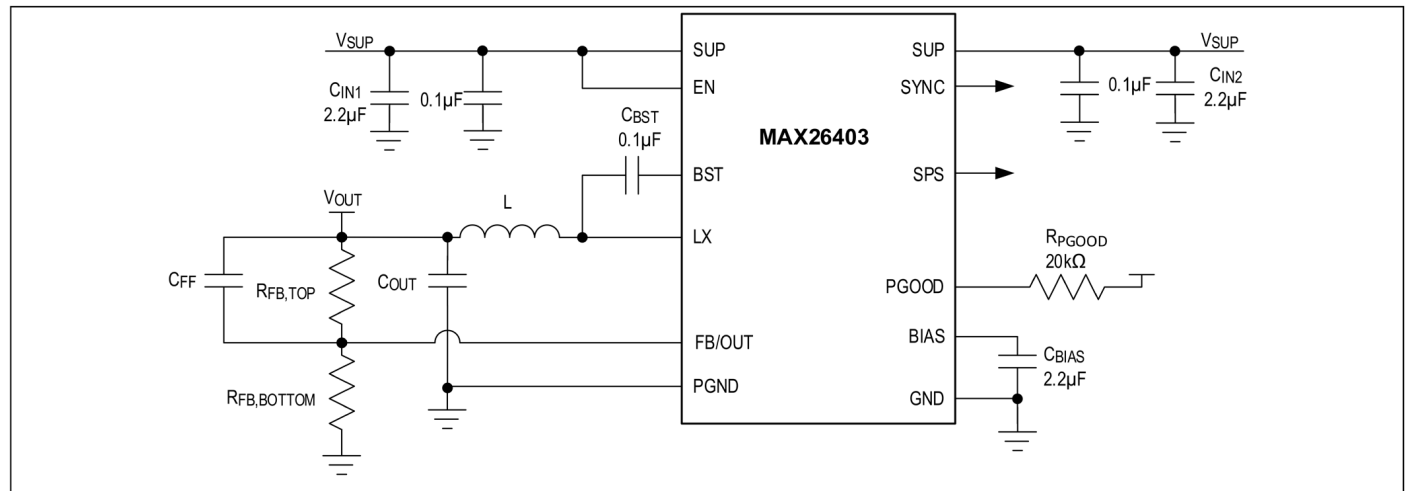 VSUP
CIN1
2.2µF
0.1µF
CBST
0.1µF
VOUT
L
CFF
RFB,TOP
COUT
RFB,BOTTOM
SUP
EN
BST
LX
FB/OUT
PGND
MAX26403
SUP
SYNC
SPS
PGOOD
BIAS
GND
VSUP
0.1µF
CIN2
2.2µF
RPGOOD
20kΩ
CBIAS
2.2µF